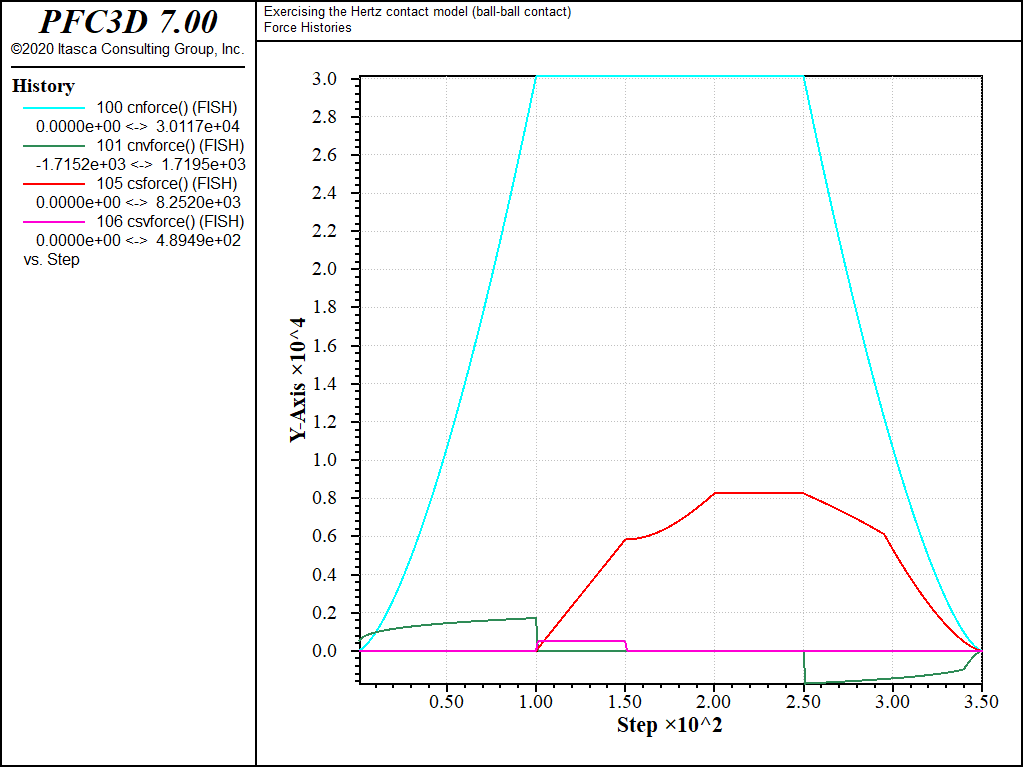 PFC3D 7.00
©2020 Itasca Consulting Group, Inc.
History
100 cnforce() (FISH)
0.0000e+00 <-> 3.0117e+04
101 cnvforce() (FISH)
-1.7152e+03 <-> 1.7195e+03
105 csforce() (FISH)
0.0000e+00 <-> 8.2520e+03
106 csvforce() (FISH)
0.0000e+00 <-> 4.8949e+02
vs. Step
Exercising the Hertz contact model (ball-ball contact)
Force Histories
3.0
2.8
2.6
2.4
2.2
2.0
1.8
1.6
1.4
1.2
1.0
0.8
0.6
0.4
0.2
0.0
Y-Axis ×10^4
0.50 1.00 1.50 2.00 2.50 3.00 3.50
Step ×10^2